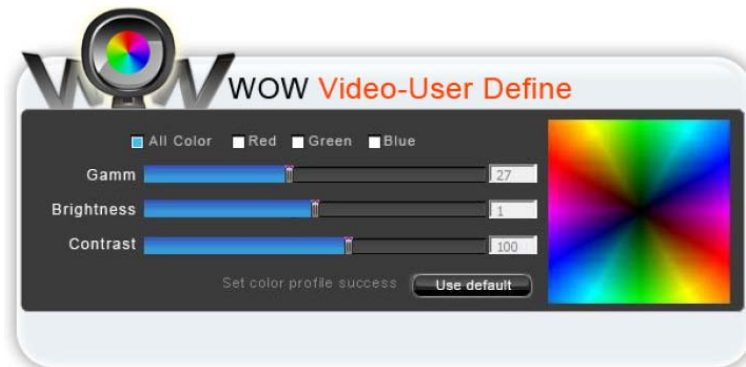 WOW
WOW Video-User Define
All Color Red Green Blue
Gamm 27
Brightness 1
Contrast 100
Set color profile success Use default